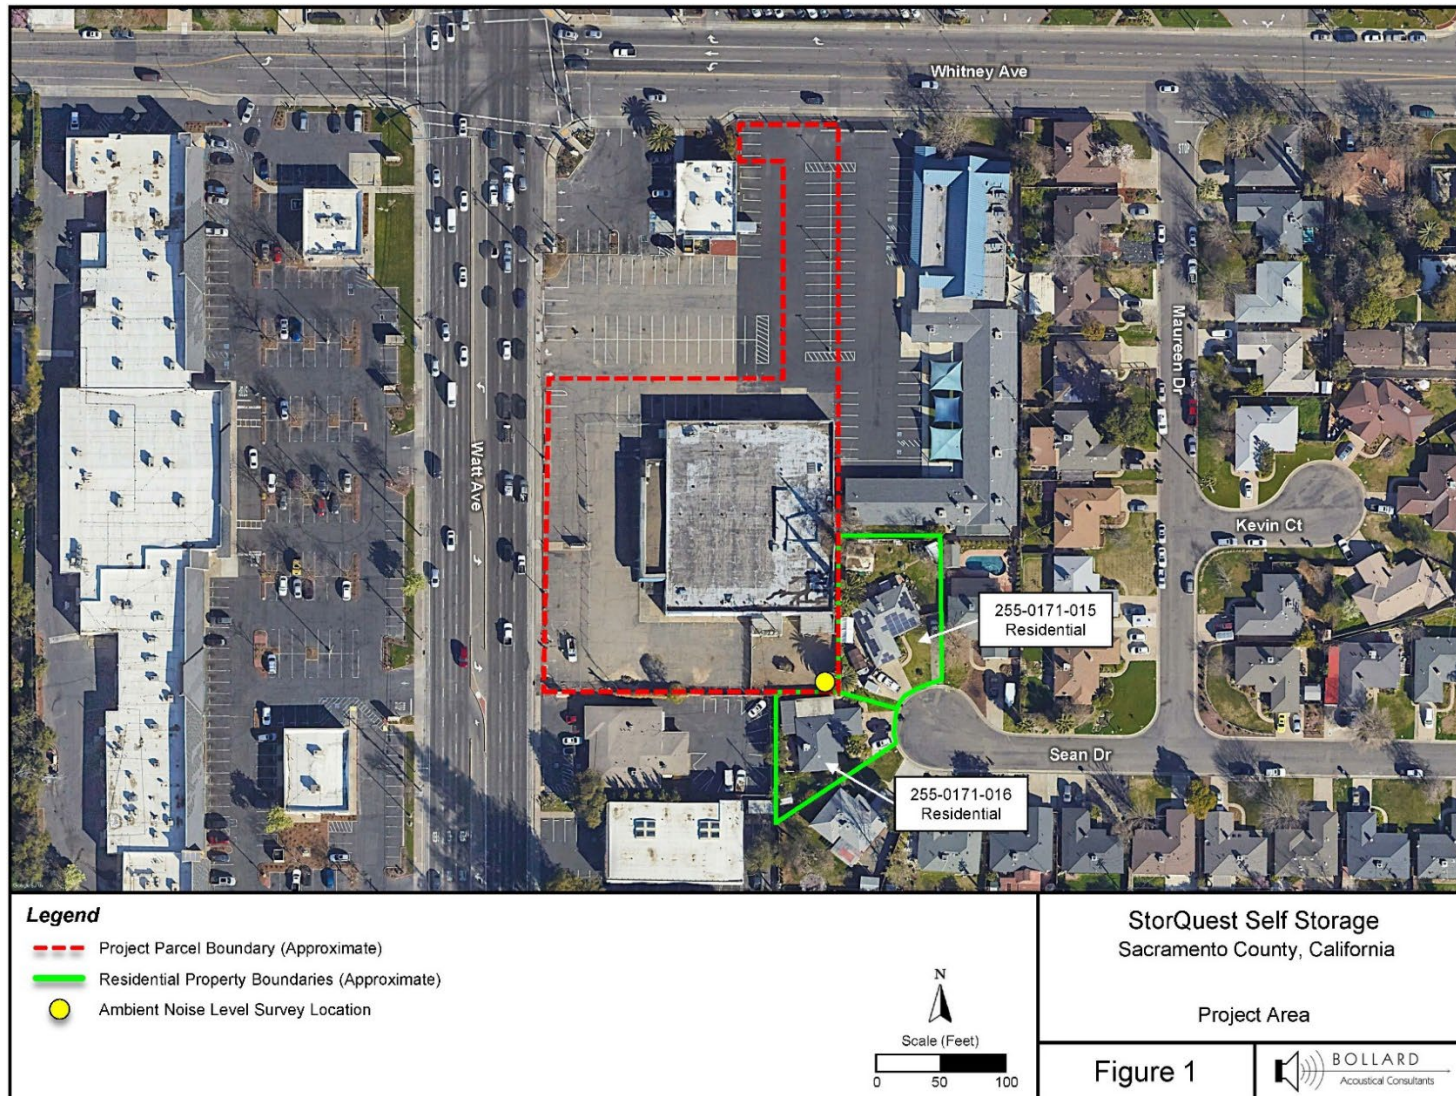 Whitney Ave
STOP
Maureen Dr
Watt Ave
Kevin Ct
255-0171-015
Residential
Sean Dr
255-0171-016
Residential
Legend
Project Parcel Boundary (Approximate)
Residential Property Boundaries (Approximate)
Ambient Noise Level Survey Location
N
Scale (Feet)
0 50 100
StorQuest Self Storage
Sacramento County, California
Project Area
Figure 1
BOLLARD
Acoustical Consultants